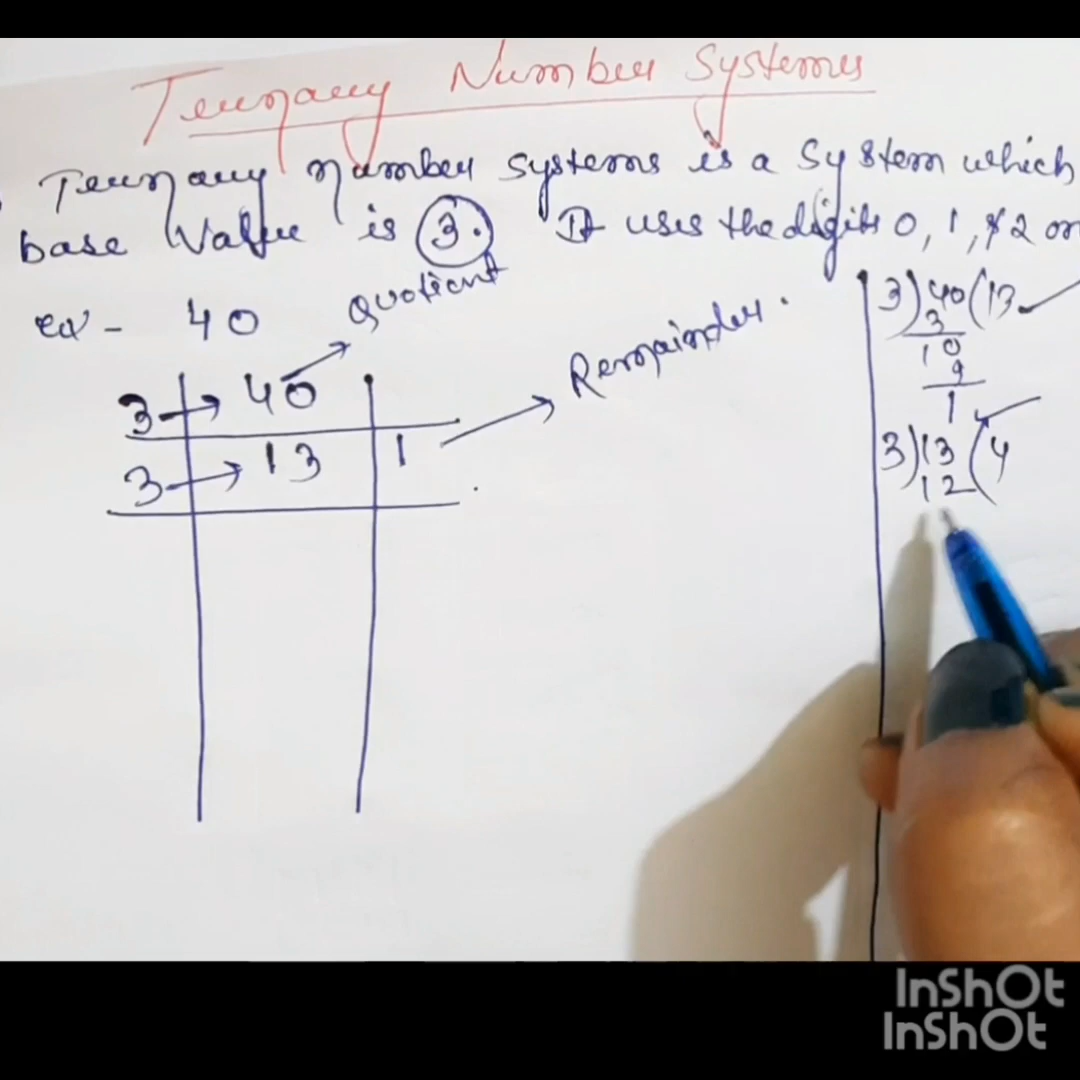 Ternary Number Systems
Ternary number systems is a system which
base value is 3. It uses the digits 0, 1, & 2 on
ex - 40
Quotient
Remainder.
3 → 40
3 → 13 1
3)40(13
3
10
9
1
3)13(4
12
InShOt
InShOt